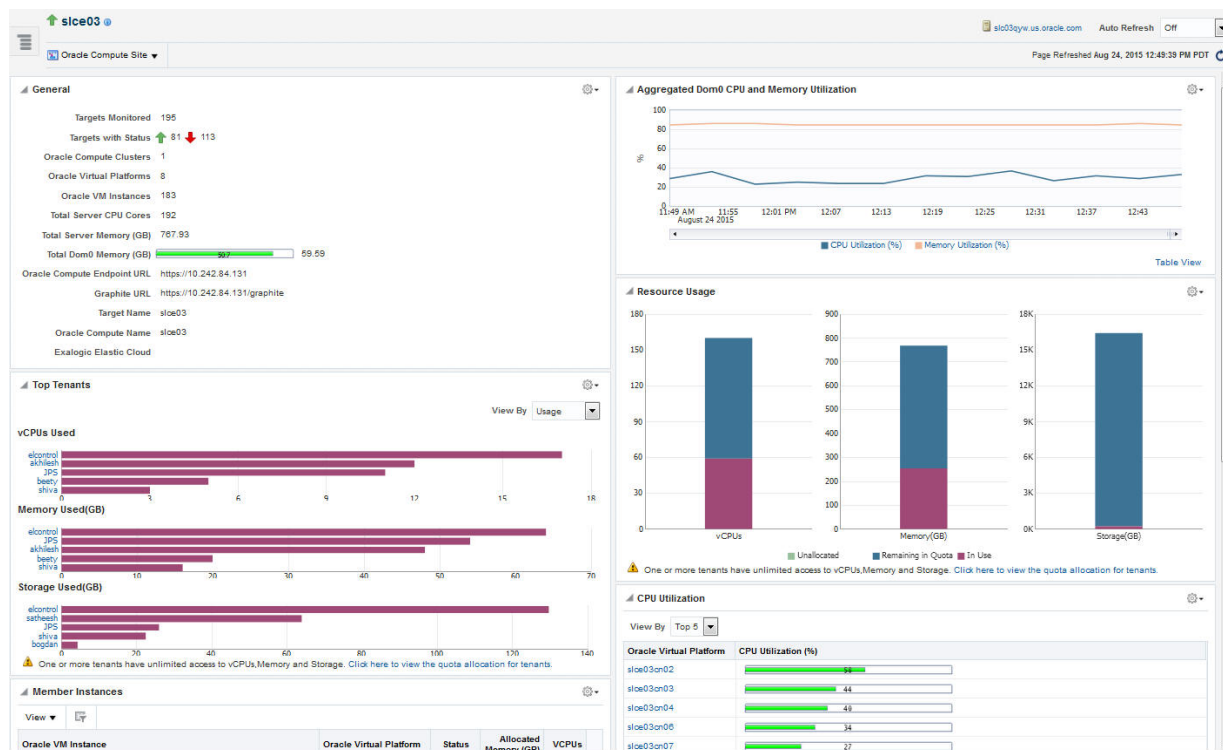 slce03
slc03qyw.us.oracle.com Auto Refresh Off
Oracle Compute Site
Page Refreshed Aug 24, 2015 12:49:39 PM PDT
General
Targets Monitored 195
Targets with Status 81 113
Oracle Compute Clusters 1
Oracle Virtual Platforms 8
Oracle VM Instances 183
Total Server CPU Cores 192
Total Server Memory (GB) 767.93
Total Dom0 Memory (GB) 50.7 59.59
Oracle Compute Endpoint URL https://10.242.84.131
Graphite URL https://10.242.84.131/graphite
Target Name slce03
Oracle Compute Name slce03
Exalogic Elastic Cloud
Top Tenants
View By Usage
vCPUs Used
elcontrol
akhilesh
JPS
beety
shiva
0 3 6 9 12 15 18
Memory Used(GB)
elcontrol
JPS
akhilesh
beety
shiva
0 10 20 30 40 50 60 70
Storage Used(GB)
elcontrol
satheesh
JPS
shiva
bogdan
0 20 40 60 80 100 120 140
One or more tenants have unlimited access to vCPUs,Memory and Storage. Click here to view the quota allocation for tenants.
Member Instances
View
Oracle VM Instance Oracle Virtual Platform Status Allocated Memory (GB) VCPUs
Aggregated Dom0 CPU and Memory Utilization
100
80
60
40
20
0
%
11:49 AM 11:55 12:01 PM 12:07 12:13 12:19 12:25 12:31 12:37 12:43
August 24 2015
CPU Utilization (%) Memory Utilization (%)
Table View
Resource Usage
180 900 18K
150 800 15K
120 700 12K
90 600 9K
60 500 6K
30 400 3K
0 300 0K
200
100
0
vCPUs Memory(GB) Storage(GB)
Unallocated Remaining in Quota In Use
One or more tenants have unlimited access to vCPUs,Memory and Storage. Click here to view the quota allocation for tenants.
CPU Utilization
View By Top 5
Oracle Virtual Platform CPU Utilization (%)
slce03cn02 58
slce03cn03 44
slce03cn04 40
slce03cn06 34
slce03cn07 27